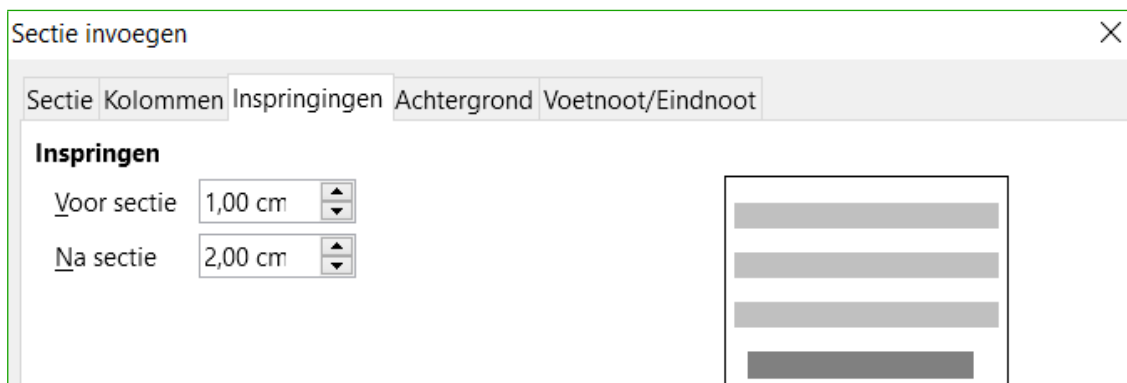 Sectie invoegen
Sectie Kolommen Inspringingen Achtergrond Voetnoot/Eindnoot
Inspringen
Voor sectie 1,00 cm
Na sectie 2,00 cm